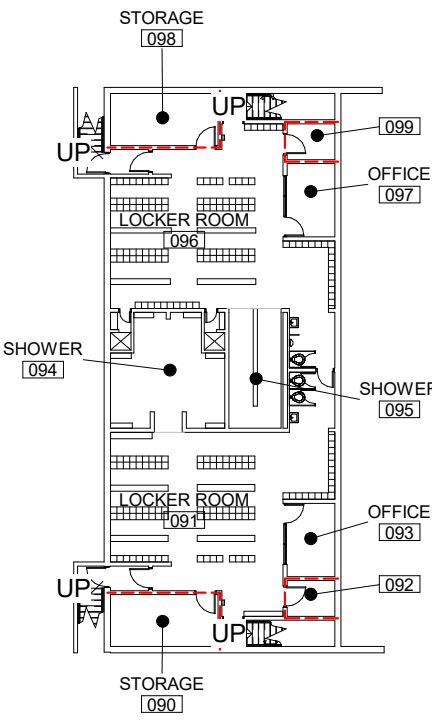 STORAGE
098
UP
099
UP
OFFICE
097
LOCKER ROOM
096
SHOWER
094
SHOWER
095
LOCKER ROOM
091
OFFICE
093
UP
092
UP
STORAGE
090